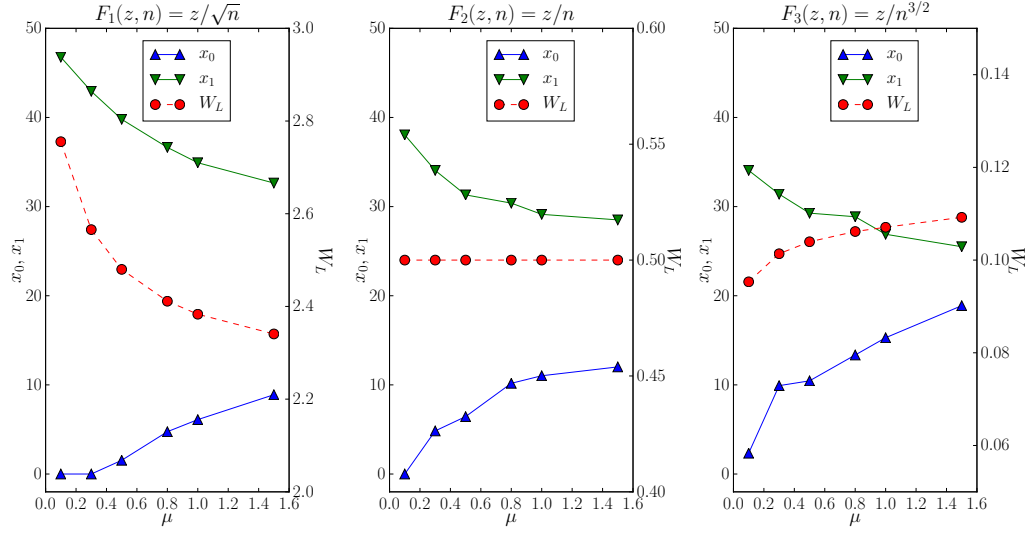 F₁(z, n) = z/√n
50
40
30
20
10
0
x₀, x₁
3.0
2.8
2.6
2.4
2.2
2.0
W_L
x₀
x₁
W_L
0.0 0.2 0.4 0.6 0.8 1.0 1.2 1.4 1.6
μ
F₂(z, n) = z/n
50
40
30
20
10
0
x₀, x₁
0.60
0.55
0.50
0.45
0.40
W_L
x₀
x₁
W_L
0.0 0.2 0.4 0.6 0.8 1.0 1.2 1.4 1.6
μ
F₃(z, n) = z/n^{3/2}
50
40
30
20
10
0
x₀, x₁
0.14
0.12
0.10
0.08
0.06
W_L
x₀
x₁
W_L
0.0 0.2 0.4 0.6 0.8 1.0 1.2 1.4 1.6
μ